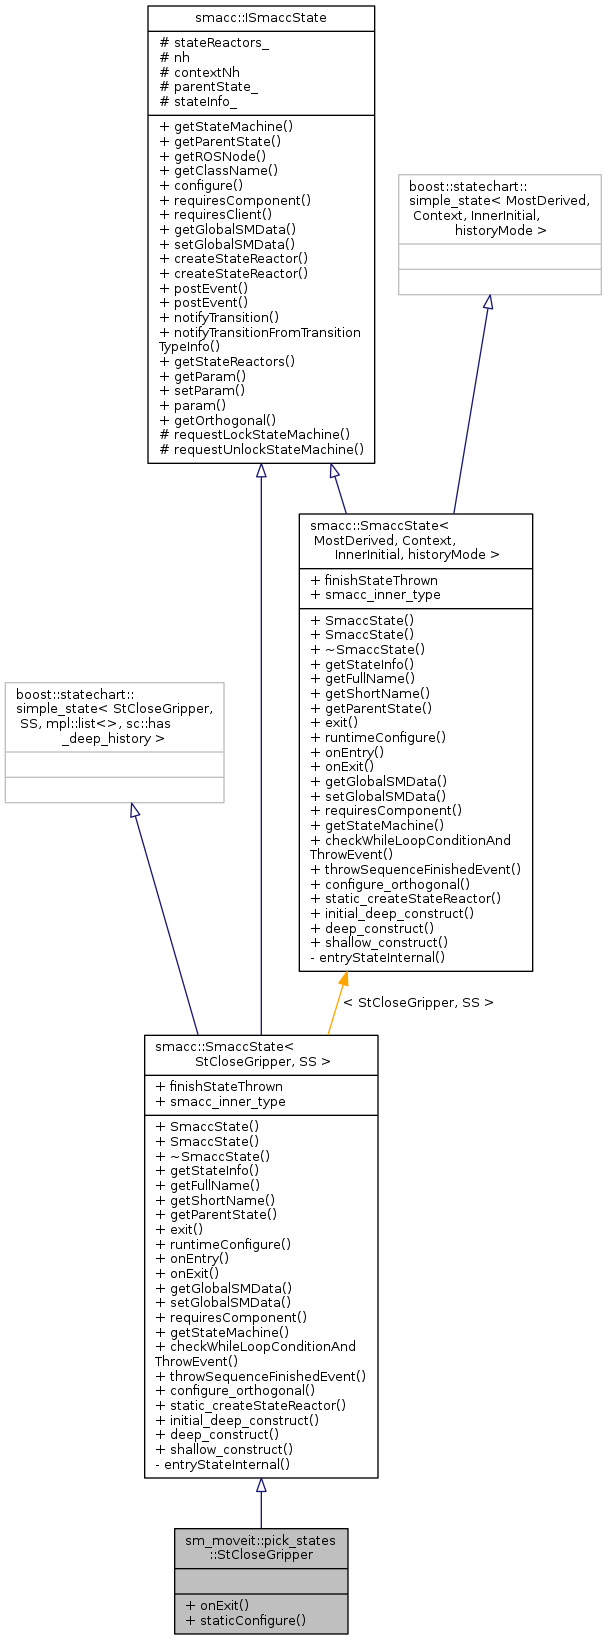 smacc::ISmaccState
# stateReactors_
# nh
# contextNh
# parentState_
# stateInfo_
+ getStateMachine()
+ getParentState()
+ getROSNode()
+ getClassName()
+ configure()
+ requiresComponent()
+ requiresClient()
+ getGlobalSMData()
+ setGlobalSMData()
+ createStateReactor()
+ createStateReactor()
+ postEvent()
+ postEvent()
+ notifyTransition()
+ notifyTransitionFromTransition
TypeInfo()
+ getStateReactors()
+ getParam()
+ setParam()
+ param()
+ getOrthogonal()
# requestLockStateMachine()
# requestUnlockStateMachine()
boost::statechart::
simple_state< MostDerived,
Context, InnerInitial,
historyMode >
smacc::SmaccState<
MostDerived, Context,
InnerInitial, historyMode >
+ finishStateThrown
+ smacc_inner_type
+ SmaccState()
+ SmaccState()
+ ~SmaccState()
+ getStateInfo()
+ getFullName()
+ getShortName()
+ getParentState()
+ exit()
+ runtimeConfigure()
+ onEntry()
+ onExit()
+ getGlobalSMData()
+ setGlobalSMData()
+ requiresComponent()
+ getStateMachine()
+ checkWhileLoopConditionAnd
ThrowEvent()
+ throwSequenceFinishedEvent()
+ configure_orthogonal()
+ static_createStateReactor()
+ initial_deep_construct()
+ deep_construct()
+ shallow_construct()
- entryStateInternal()
boost::statechart::
simple_state< StCloseGripper,
SS, mpl::list<>, sc::has
_deep_history >
< StCloseGripper, SS >
smacc::SmaccState<
StCloseGripper, SS >
+ finishStateThrown
+ smacc_inner_type
+ SmaccState()
+ SmaccState()
+ ~SmaccState()
+ getStateInfo()
+ getFullName()
+ getShortName()
+ getParentState()
+ exit()
+ runtimeConfigure()
+ onEntry()
+ onExit()
+ getGlobalSMData()
+ setGlobalSMData()
+ requiresComponent()
+ getStateMachine()
+ checkWhileLoopConditionAnd
ThrowEvent()
+ throwSequenceFinishedEvent()
+ configure_orthogonal()
+ static_createStateReactor()
+ initial_deep_construct()
+ deep_construct()
+ shallow_construct()
- entryStateInternal()
sm_moveit::pick_states
::StCloseGripper
+ onExit()
+ staticConfigure()